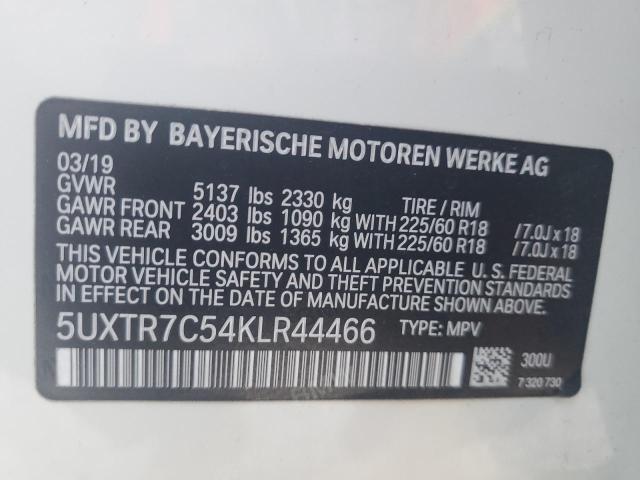 MFD BY BAYERISCHE MOTOREN WERKE AG
03/19
GVWR 5137 lbs 2330 kg TIRE / RIM
GAWR FRONT 2403 lbs 1090 kg WITH 225/60 R18 /7.0J x 18
GAWR REAR 3009 lbs 1365 kg WITH 225/60 R18 /7.0J x 18
THIS VEHICLE CONFORMS TO ALL APPLICABLE U. S. FEDERAL
MOTOR VEHICLE SAFETY AND THEFT PREVENTION STANDARDS
IN EFFECT ON THE DATE OF MANUFACTURE SHOWN ABOVE.
5UXTR7C54KLR44466 TYPE: MPV
300U
7 320 730